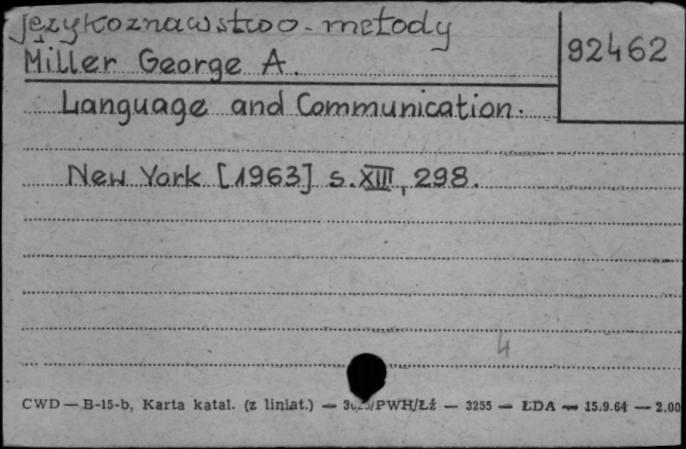 Językoznawstwo - metody
92462
Miller George A.
Language and Communication.
New York [1963] s. XIII, 298.
4
CWD — B-15-b, Karta katal. (z liniat.) — /PWH/Łź — 3255 — ŁDA — 15.9.64 — 2.00